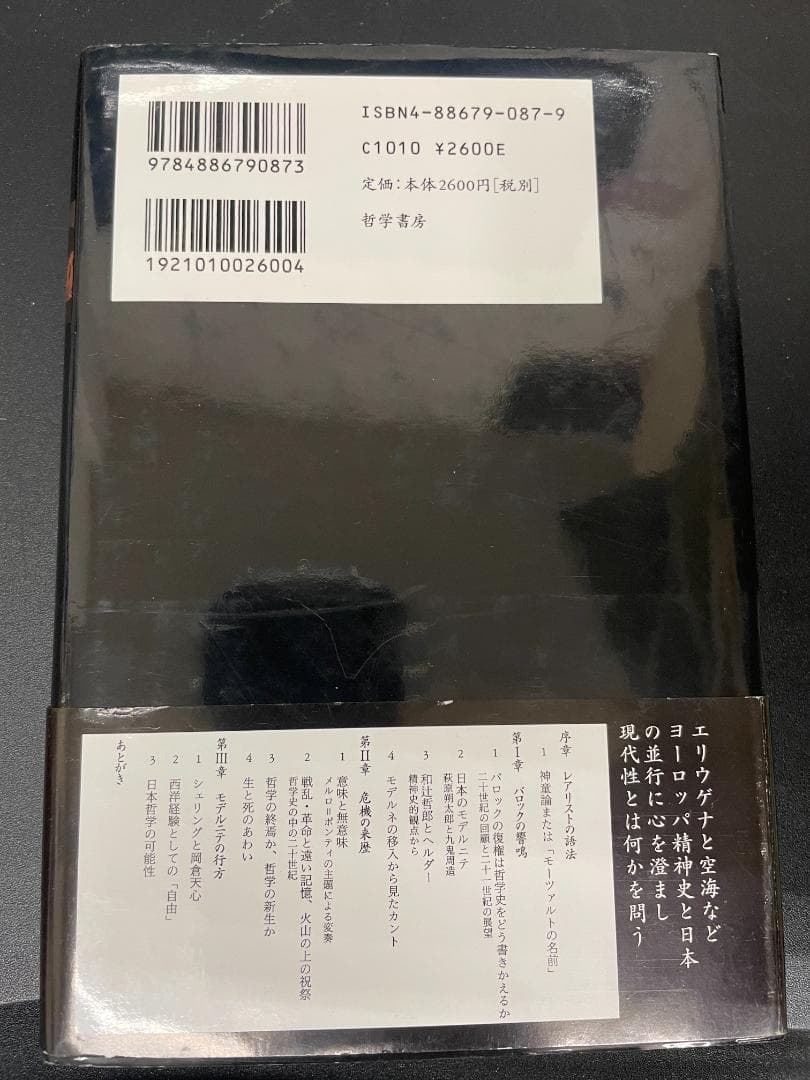 ISBN4-88679-087-9
C1010 ¥2600E
定価:本体2600円[税別]
哲学書房
9784886790873
1921010026004
エリウゲナと空海など
ヨーロッパ精神史と日本
の並行に心を澄まし
現代性とは何かを問う
序章 レアリストの語法
1 神童論または「モーツァルトの名前」
第I章 バロックの響鳴
1 バロックの復権は哲学史をどう書きかえるか
二十世紀の回顧と二十一世紀の展望
2 日本のモデルニテ
萩原朔太郎と九鬼周造
3 和辻哲郎とヘルダー
精神史的観点から
4 モデルネの移入から見たカント
第II章 危機の来歴
1 意味と無意味
メルロ=ポンティの主題による変奏
2 戦乱・革命と遠い記憶、火山の上の祝祭
哲学史の中の二十世紀
3 哲学の終焉か、哲学の新生か
4 生と死のあわい
第III章 モデルニテの行方
1 シェリングと岡倉天心
2 西洋経験としての「自由」
3 日本哲学の可能性
あとがき